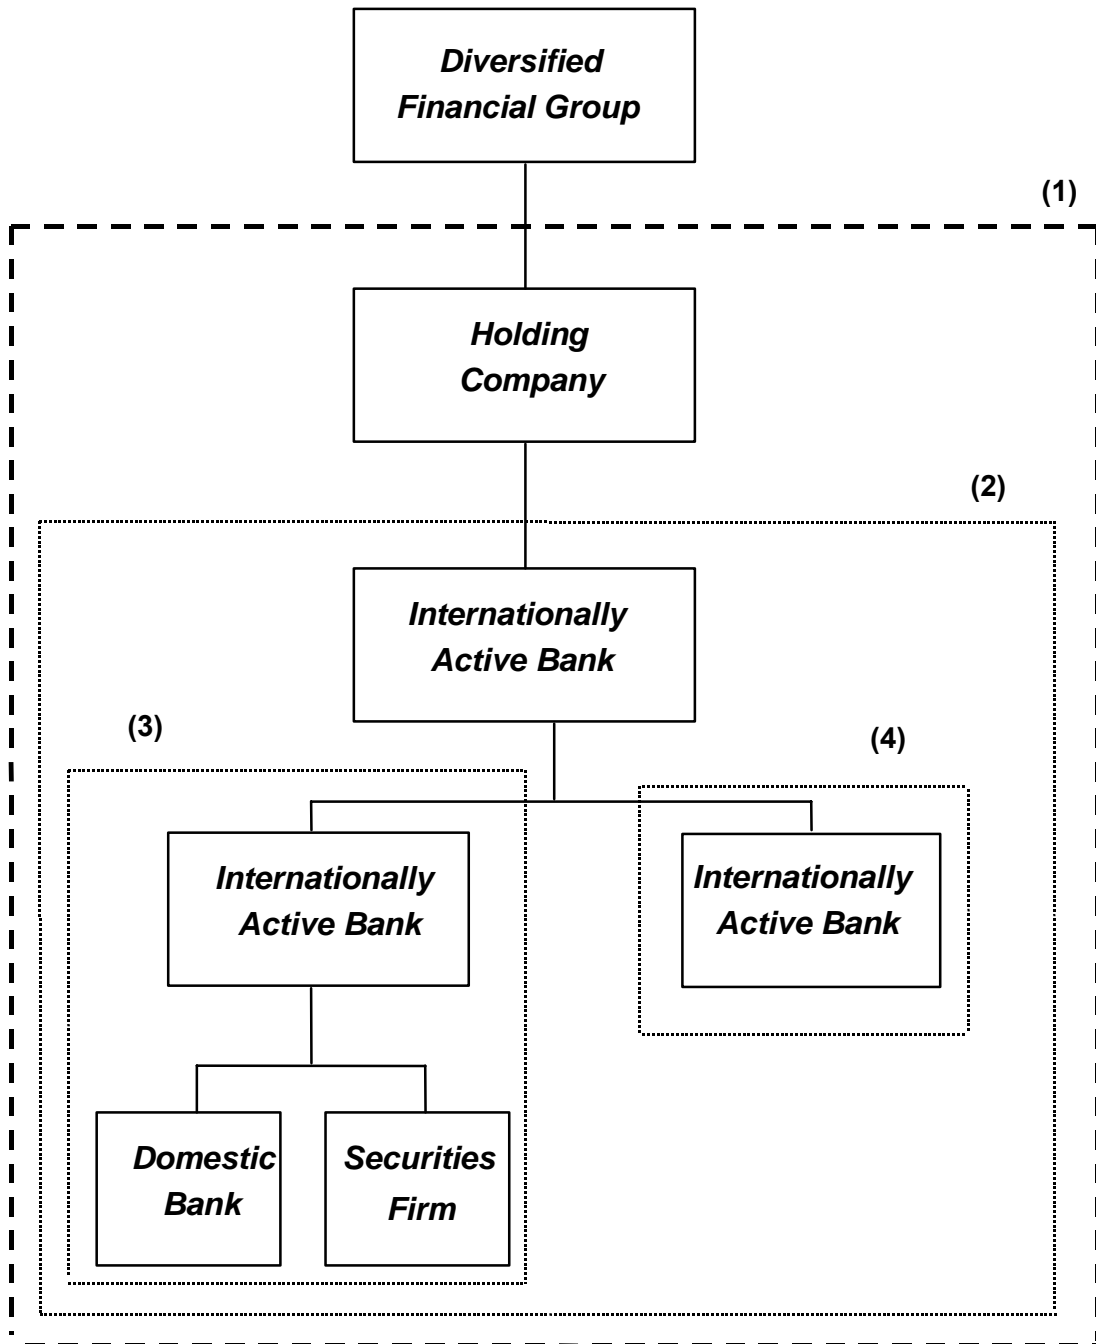 Diversified
Financial Group
(1)
Holding
Company
(2)
Internationally
Active Bank
(3)
(4)
Internationally
Active Bank
Internationally
Active Bank
Domestic
Bank
Securities
Firm